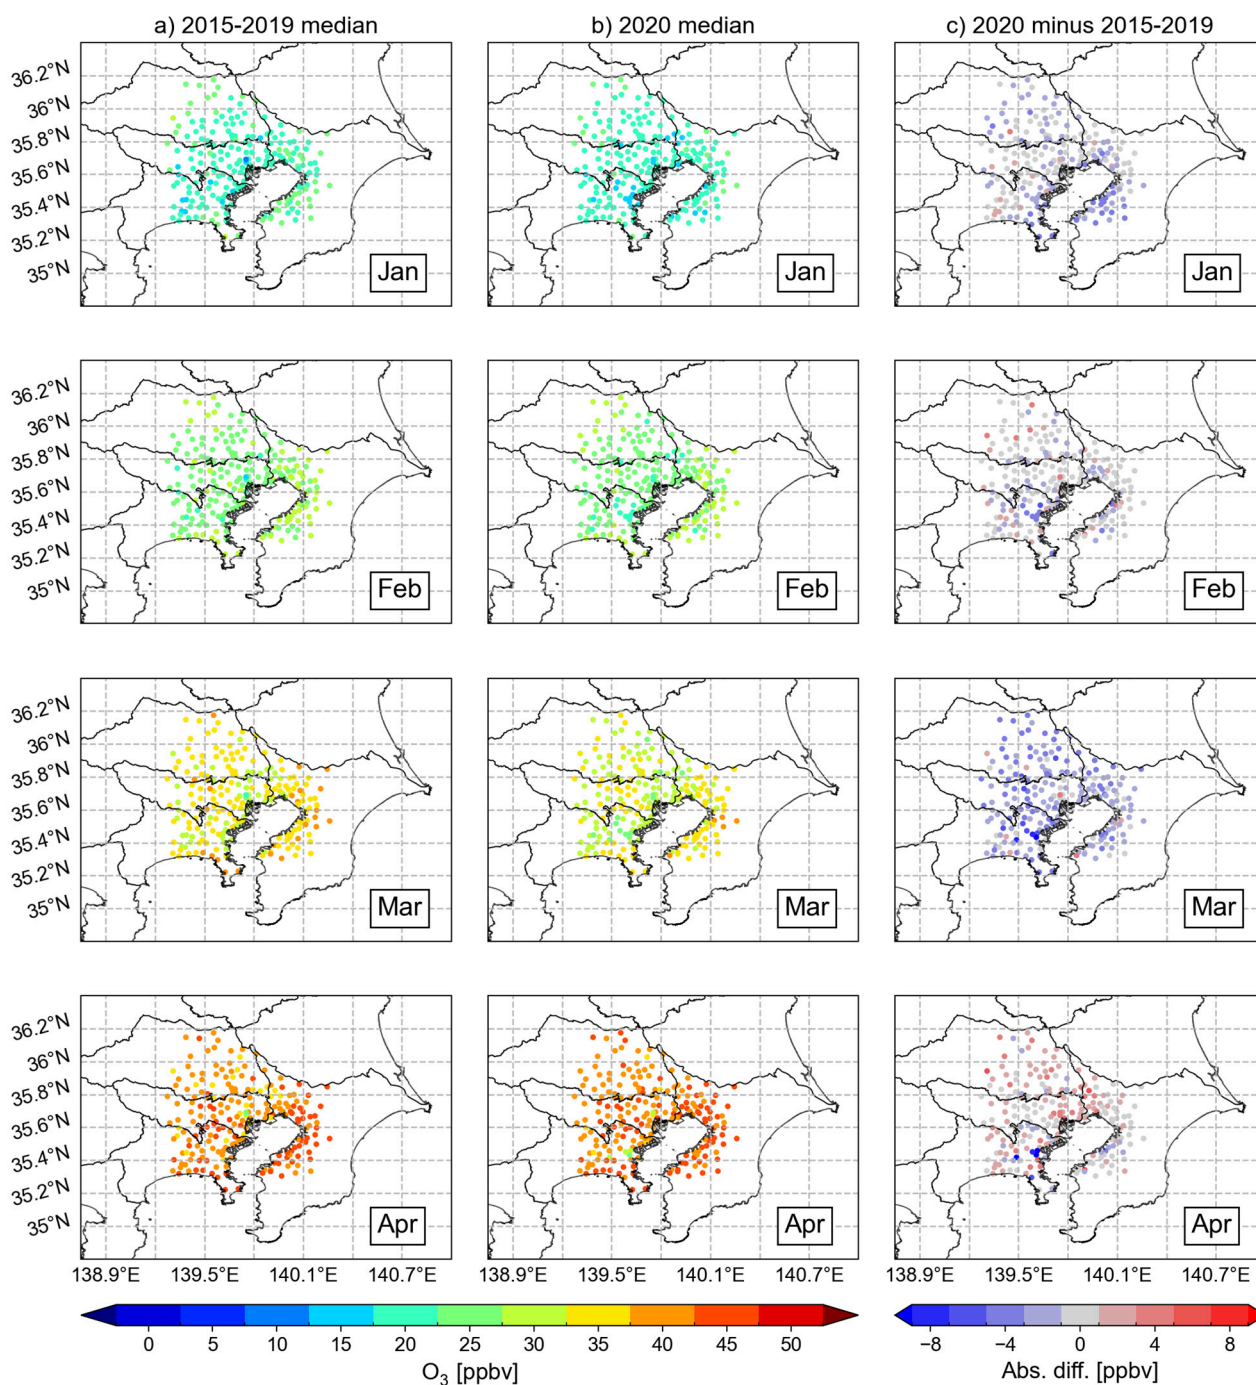 a) 2015-2019 median b) 2020 median c) 2020 minus 2015-2019
36.2°N
36°N
35.8°N
35.6°N
35.4°N
35.2°N
35°N
Jan Jan Jan
36.2°N
36°N
35.8°N
35.6°N
35.4°N
35.2°N
35°N
Feb Feb Feb
36.2°N
36°N
35.8°N
35.6°N
35.4°N
35.2°N
35°N
Mar Mar Mar
36.2°N
36°N
35.8°N
35.6°N
35.4°N
35.2°N
35°N
Apr Apr Apr
138.9°E 139.5°E 140.1°E 140.7°E 138.9°E 139.5°E 140.1°E 140.7°E 138.9°E 139.5°E 140.1°E 140.7°E
0 5 10 15 20 25 30 35 40 45 50 −8 −4 0 4 8
O₃ [ppbv] Abs. diff. [ppbv]